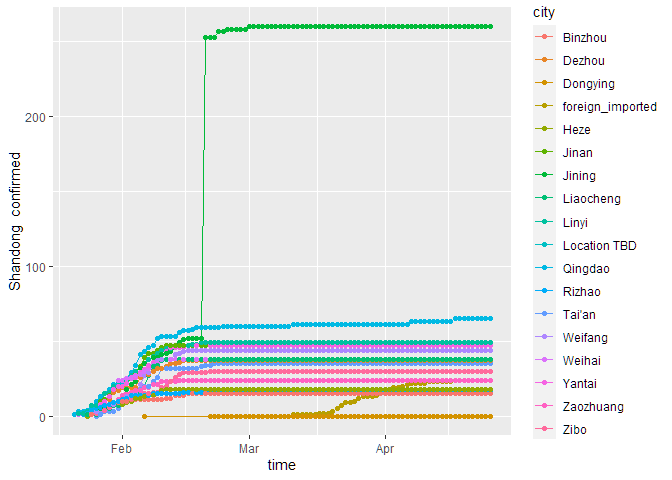 city
Binzhou
Dezhou
Dongying
foreign_imported
Heze
Jinan
Jining
Liaocheng
Linyi
Location TBD
Qingdao
Rizhao
Tai'an
Weifang
Weihai
Yantai
Zaozhuang
Zibo
Shandong confirmed
200
100
0
Feb
Mar
Apr
time